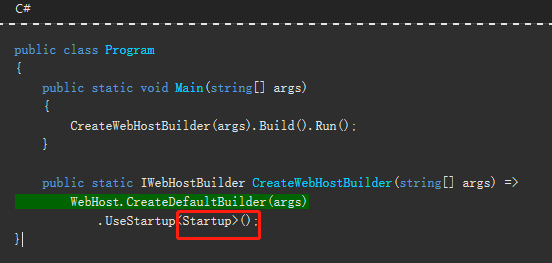 C#
public class Program
{
    public static void Main(string[] args)
    {
        CreateWebHostBuilder(args).Build().Run();
    }
    public static IWebHostBuilder CreateWebHostBuilder(string[] args) =>
        WebHost.CreateDefaultBuilder(args)
            .UseStartup<Startup>();
}